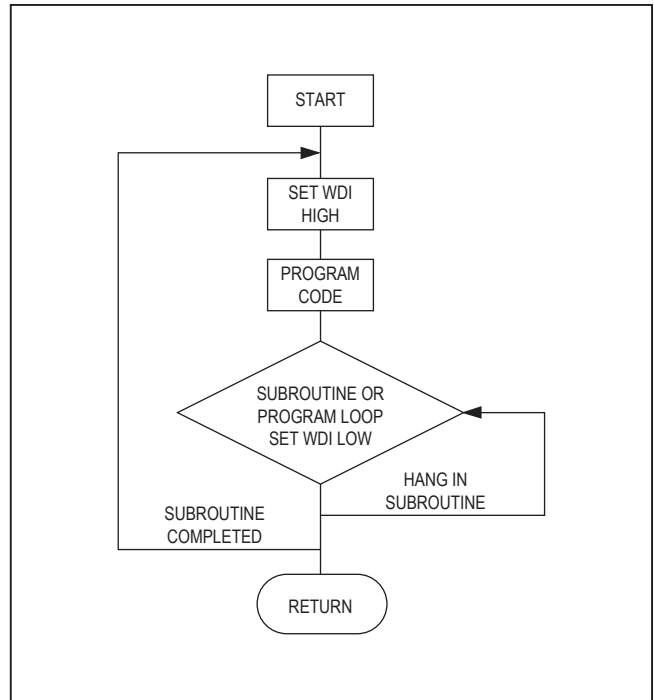 START
SET WDI
HIGH
PROGRAM
CODE
SUBROUTINE OR
PROGRAM LOOP
SET WDI LOW
HANG IN
SUBROUTINE
SUBROUTINE
COMPLETED
RETURN